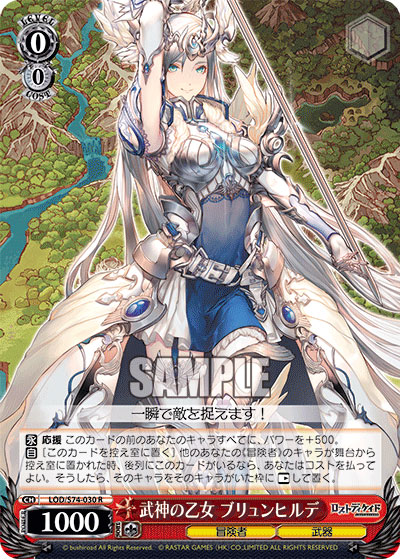 LEVEL
0
0
COST
SAMPLE
一瞬で敵を捉えます！
永 応援 このカードの前のあなたのキャラすべてに、パワーを+500。
自 ［このカードを控え室に置く］ 他のあなたの《冒険者》のキャラが舞台から
控え室に置かれた時、後列にこのカードがいるなら、あなたはコストを払って
よい。そうしたら、そのキャラがいた枠にレストして置く。
CH LOD/S74-030 R
1000
武神の乙女 ブリュンヒルデ
ロストディケイド
冒険者 武器
© bushiroad All Rights Reserved. © RASTAR GAMES (HK) CO.,LIMITED ALL RIGHTS RESERVED.